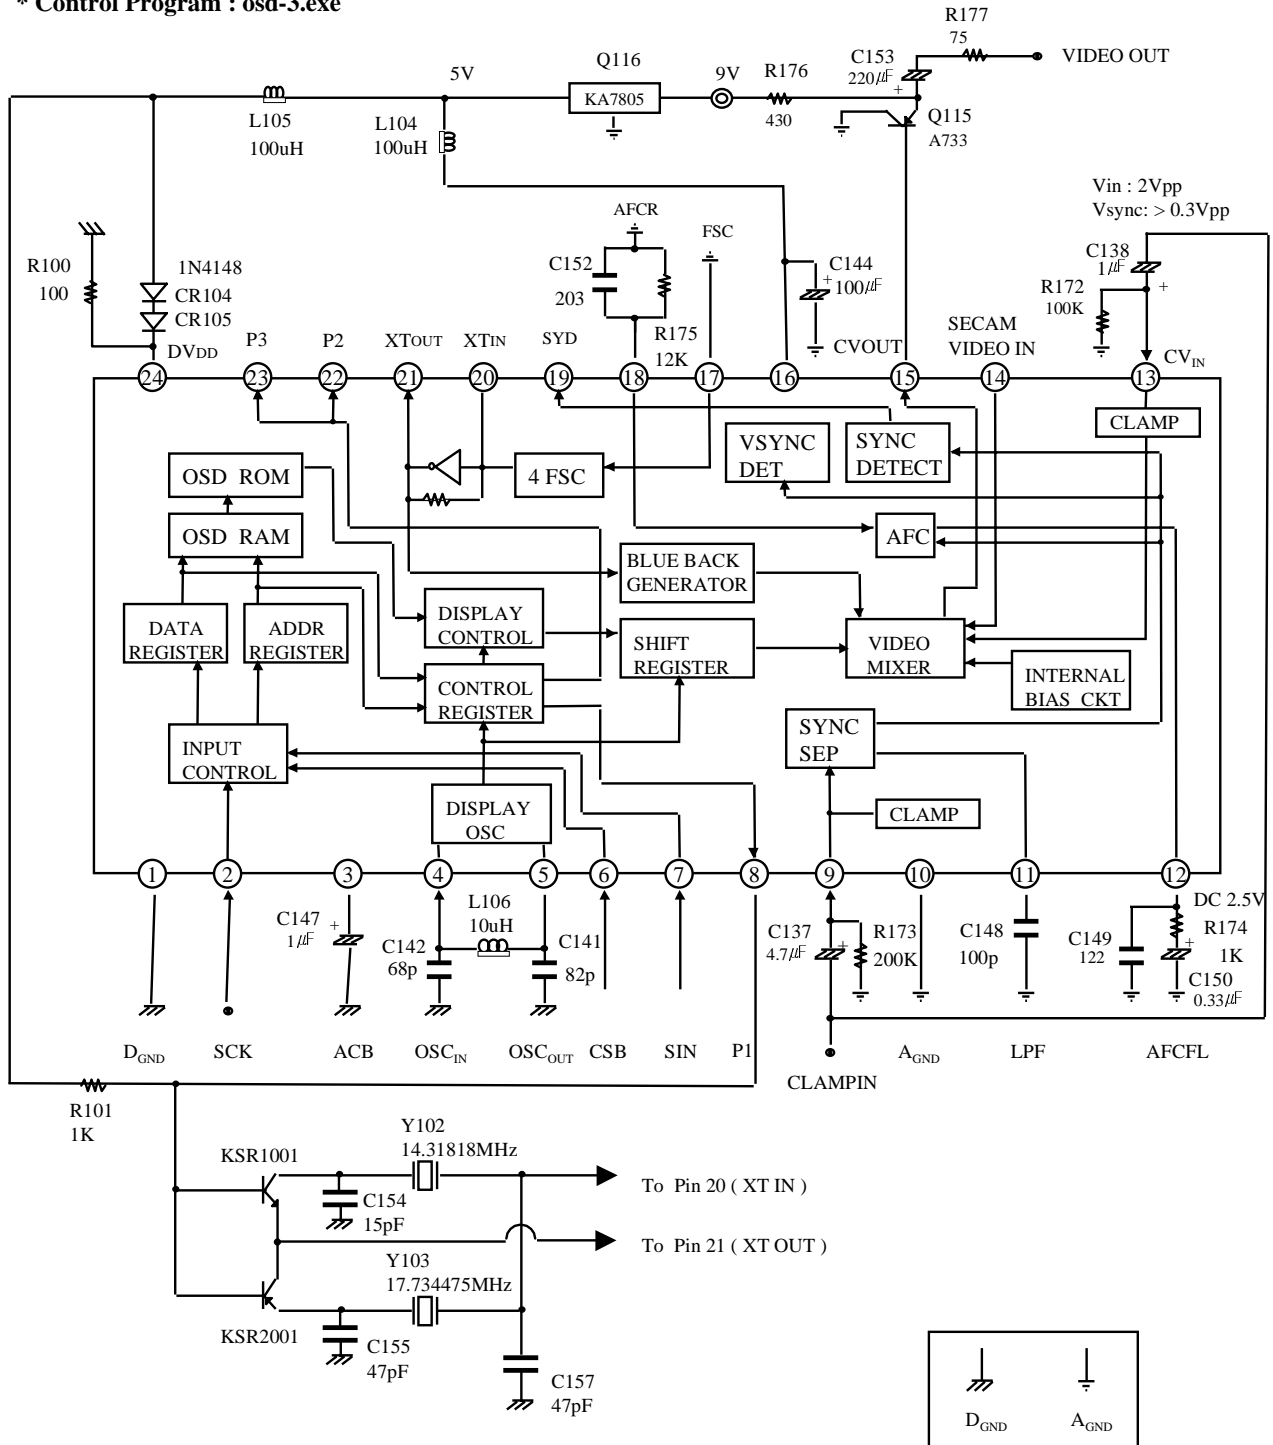 * Control Program : osd-3.exe
R177
75
VIDEO OUT
C153
220㎌
+
5V
Q116
KA7805
9V
R176
430
Q115
A733
L105
100uH
L104
100uH
Vin : 2Vpp
Vsync: > 0.3Vpp
AFCR
FSC
R100
100
1N4148
CR104
CR105
C152
203
R175
12K
C144
+
100㎌
C138
1㎌
+
R172
100K
DVDD
P3
P2
XTOUT
XTIN
SYD
CVOUT
SECAM
VIDEO IN
CVIN
24
23
22
21
20
19
18
17
16
15
14
13
CLAMP
VSYNC
DET
SYNC
DETECT
OSD ROM
4 FSC
OSD RAM
AFC
BLUE BACK
GENERATOR
DATA
REGISTER
ADDR
REGISTER
DISPLAY
CONTROL
SHIFT
REGISTER
VIDEO
MIXER
CONTROL
REGISTER
INTERNAL
BIAS CKT
INPUT
CONTROL
SYNC
SEP
DISPLAY
OSC
CLAMP
1
2
3
4
5
6
7
8
9
10
11
12
DC 2.5V
C147
1㎌
+
L106
10uH
C142
68p
C141
82p
C137
4.7㎌
+
R173
200K
C148
100p
C149
122
R174
1K
+
C150
0.33㎌
DGND
SCK
ACB
OSCIN
OSCOUT
CSB
SIN
P1
CLAMPIN
AGND
LPF
AFCFL
R101
1K
Y102
14.31818MHz
KSR1001
C154
15pF
To Pin 20 ( XT IN )
To Pin 21 ( XT OUT )
Y103
17.734475MHz
KSR2001
C155
47pF
C157
47pF
DGND
AGND